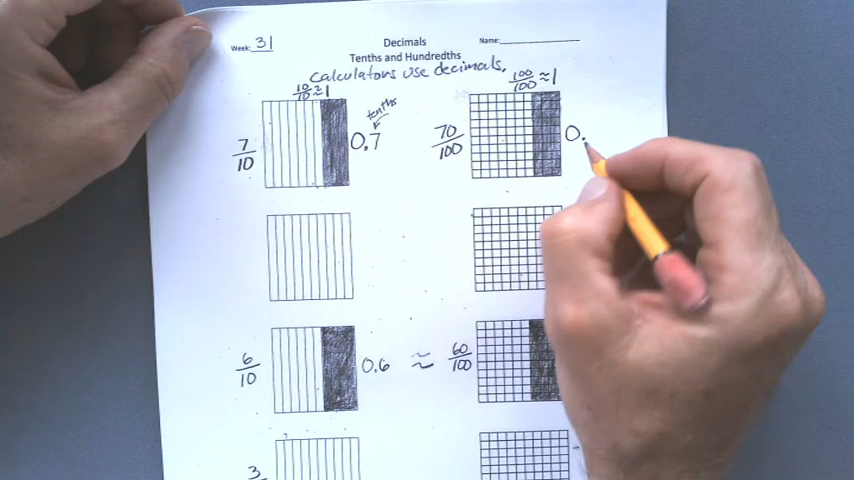 Week: 31
Decimals
Name:
Tenths and Hundredths
Calculators use decimals.
10/10 ≈ 1
100/100 ≈ 1
tenths
7/10
0.7
70/100
0.
6/10
0.6
≈
60/100
3